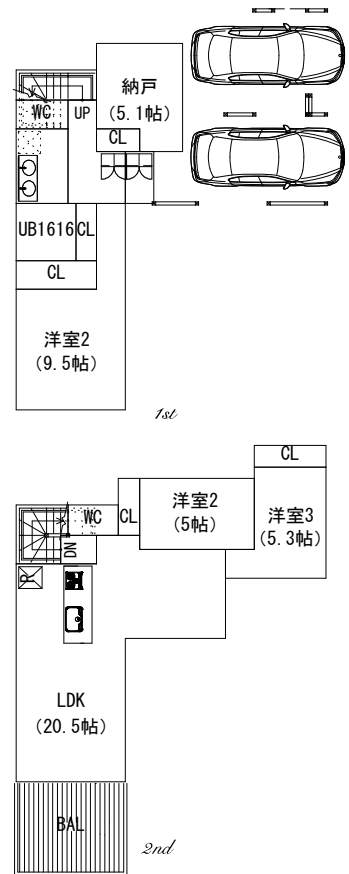 納戸
(5.1帖)
WC
UP
CL
UB1616
CL
CL
洋室2
(9.5帖)
1st
CL
洋室2
(5帖)
洋室3
(5.3帖)
WC
CL
DN
R
LDK
(20.5帖)
BAL
2nd